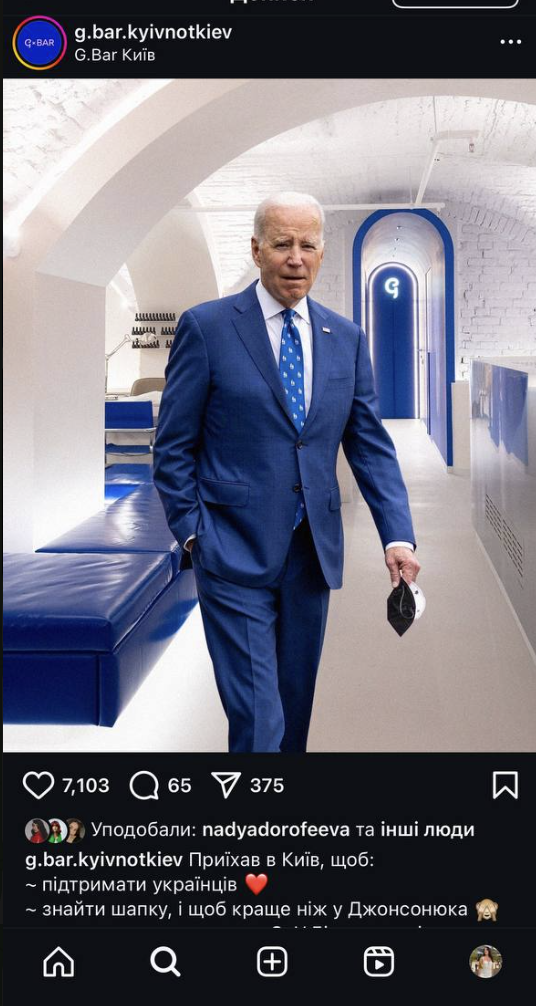 g.bar.kyivnotkiev
G.Bar Київ
G•BAR
G
7,103
65
375
Уподобали: nadyadorofeeva та інші люди
g.bar.kyivnotkiev Приїхав в Київ, щоб:
~ підтримати українців ❤️
~ знайти шапку, і щоб краще ніж у Джонсонюка 🙈